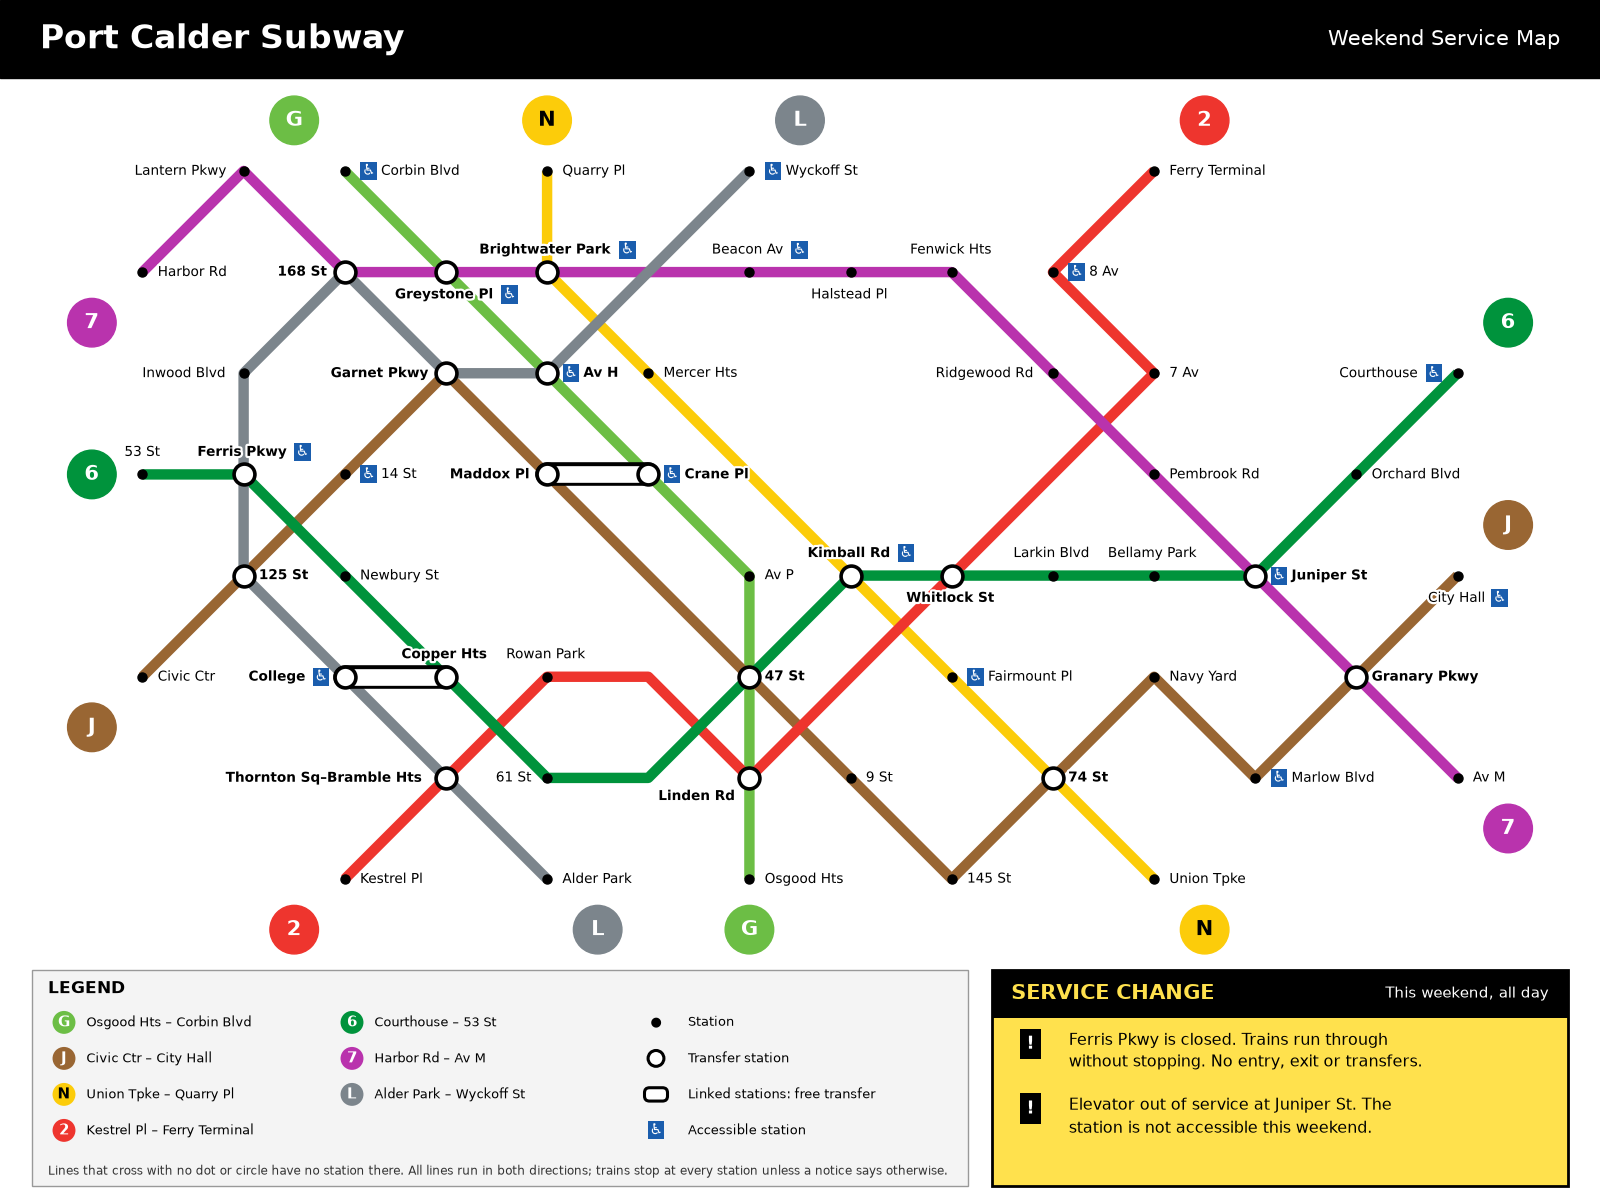 Port Calder Subway
Weekend Service Map
G
N
L
2
Lantern Pkwy
Corbin Blvd
Quarry Pl
Wyckoff St
Ferry Terminal
Brightwater Park
Beacon Av
Fenwick Hts
Harbor Rd
168 St
8 Av
Greystone Pl
Halstead Pl
7
6
Inwood Blvd
Garnet Pkwy
Av H
Mercer Hts
Ridgewood Rd
7 Av
Courthouse
53 St
Ferris Pkwy
6
14 St
Maddox Pl
Crane Pl
Pembrook Rd
Orchard Blvd
J
Kimball Rd
Larkin Blvd
Bellamy Park
125 St
Newbury St
Av P
Juniper St
Whitlock St
City Hall
Copper Hts
Rowan Park
Civic Ctr
College
47 St
Fairmount Pl
Navy Yard
Granary Pkwy
J
Thornton Sq–Bramble Hts
61 St
Linden Rd
9 St
74 St
Marlow Blvd
Av M
7
Kestrel Pl
Alder Park
Osgood Hts
145 St
Union Tpke
2
L
G
N
LEGEND
G Osgood Hts – Corbin Blvd
J Civic Ctr – City Hall
N Union Tpke – Quarry Pl
2 Kestrel Pl – Ferry Terminal
6 Courthouse – 53 St
7 Harbor Rd – Av M
L Alder Park – Wyckoff St
Station
Transfer station
Linked stations: free transfer
Accessible station
Lines that cross with no dot or circle have no station there. All lines run in both directions; trains stop at every station unless a notice says otherwise.
SERVICE CHANGE
This weekend, all day
! Ferris Pkwy is closed. Trains run through
without stopping. No entry, exit or transfers.
! Elevator out of service at Juniper St. The
station is not accessible this weekend.